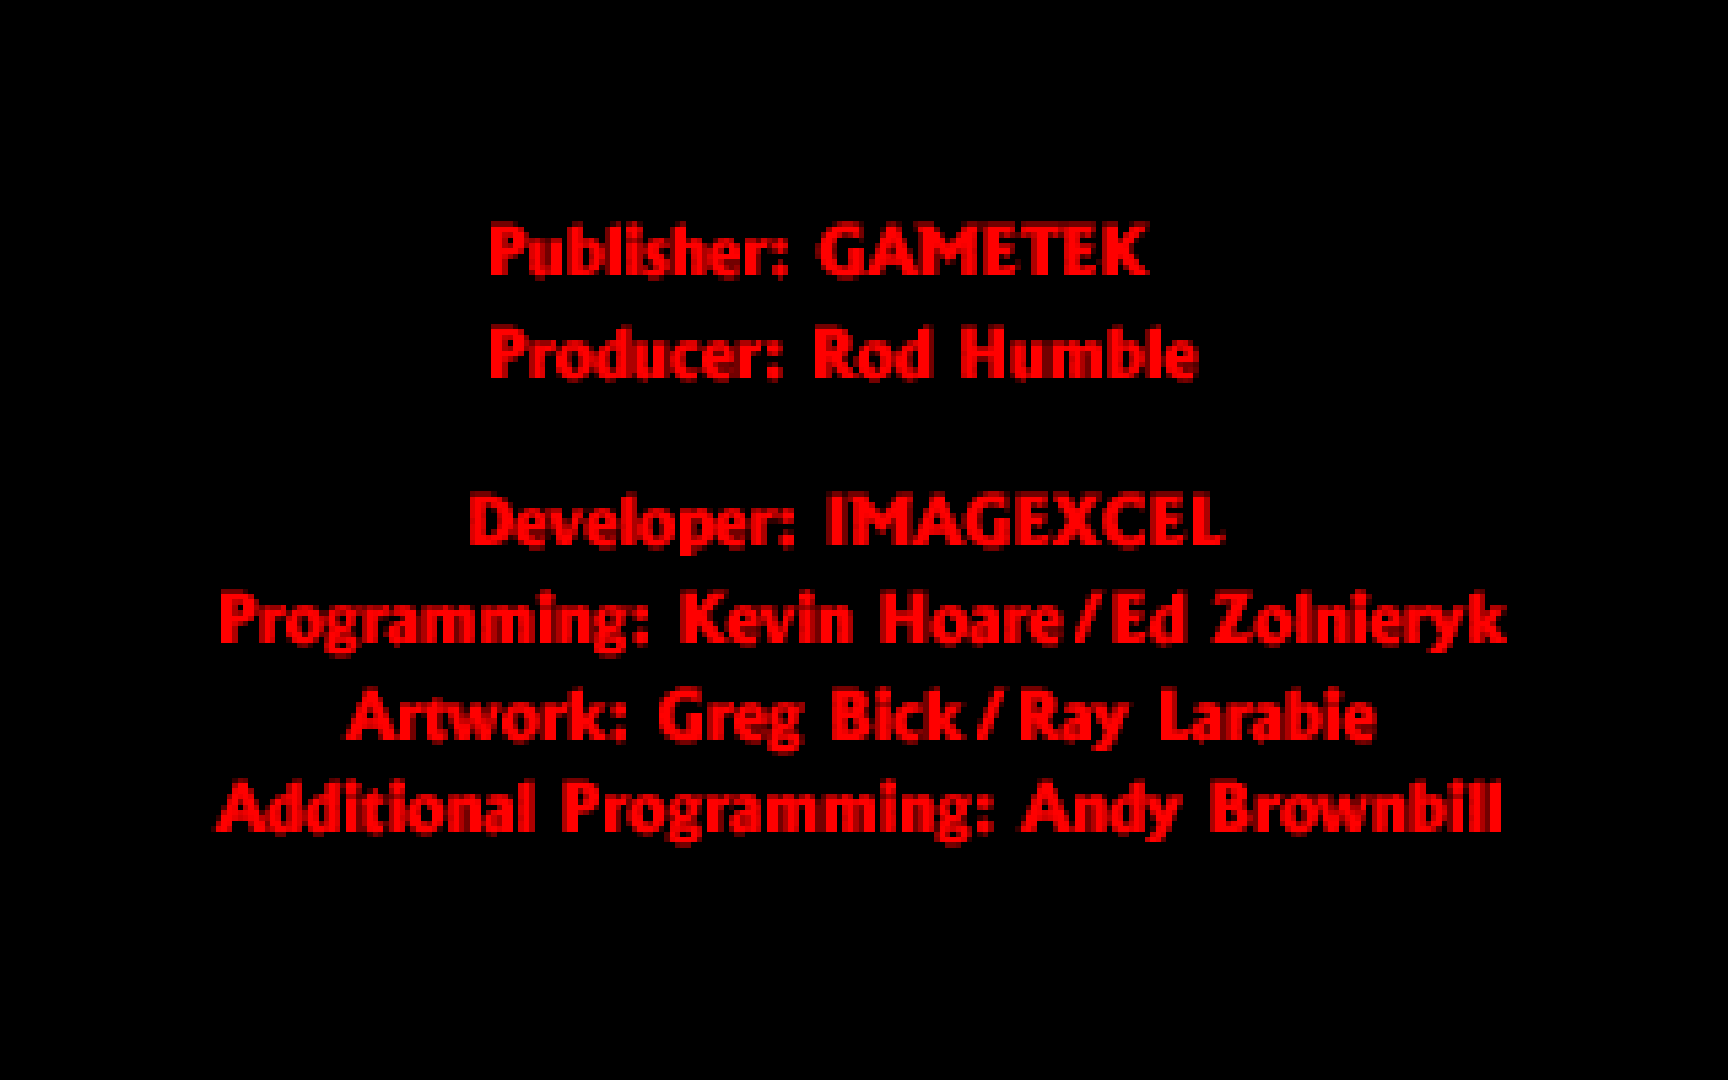 Publisher: GAMETEK
Producer: Rod Humble
Developer: IMAGEXCEL
Programming: Kevin Hoare/Ed Zolnieryk
Artwork: Greg Bick/Ray Larabie
Additional Programming: Andy Brownbill